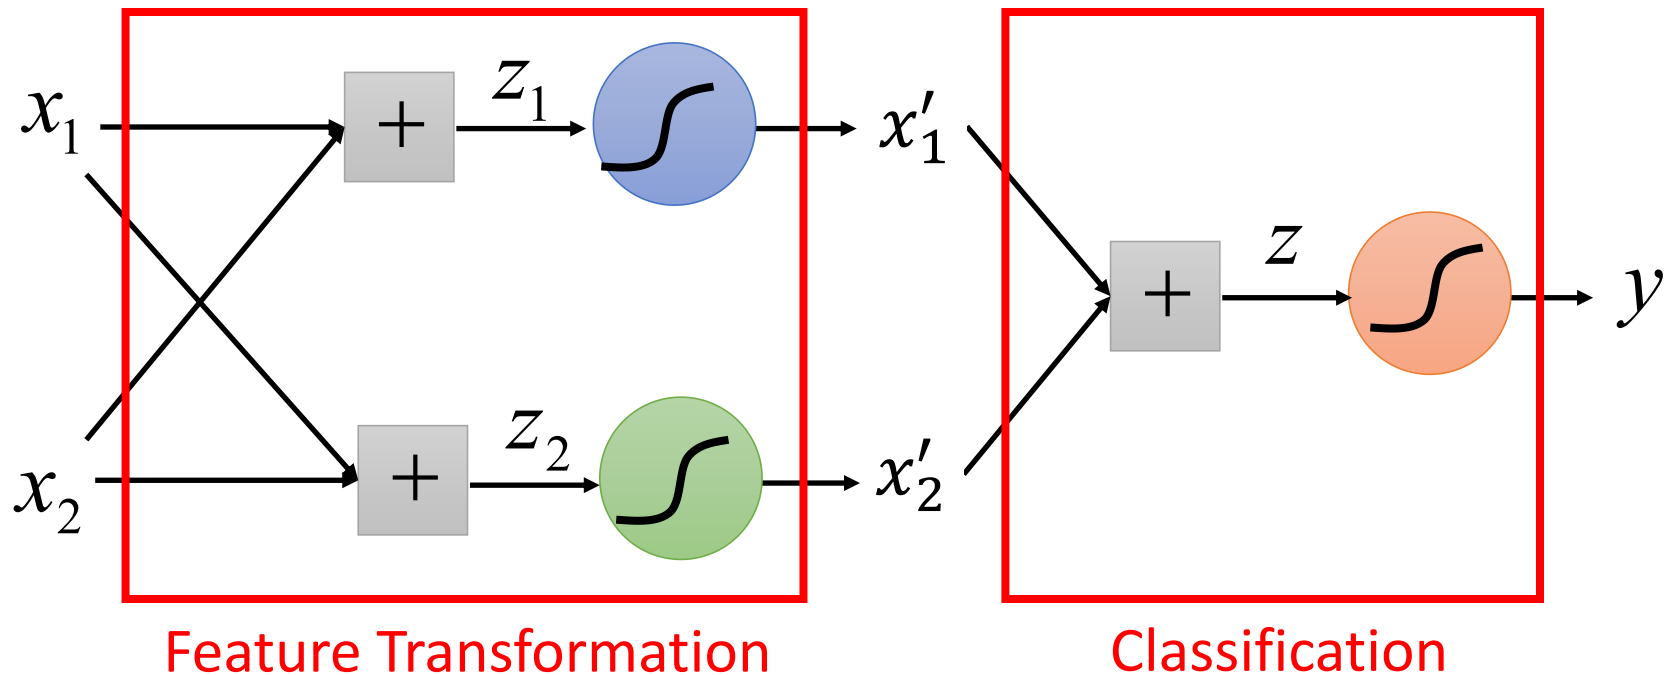 x₁
+
z₁
x′₁
x₂
+
z₂
x′₂
+
z
y
Feature Transformation
Classification